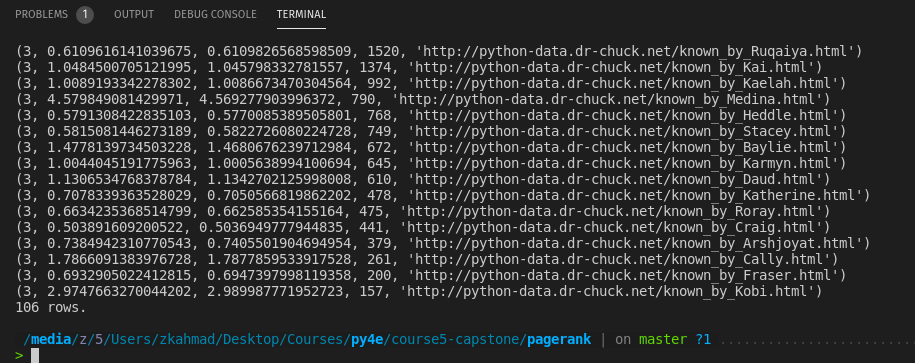 PROBLEMS 1 OUTPUT DEBUG CONSOLE TERMINAL
(3, 0.6109616141039675, 0.6109826568598509, 1520, 'http://python-data.dr-chuck.net/known_by_Ruqaiya.html')
(3, 1.0484500705121995, 1.045798332781557, 1374, 'http://python-data.dr-chuck.net/known_by_Kai.html')
(3, 1.0089193342278302, 1.0086673470304564, 992, 'http://python-data.dr-chuck.net/known_by_Kaelah.html')
(3, 4.579849081429971, 4.569277903996372, 790, 'http://python-data.dr-chuck.net/known_by_Medina.html')
(3, 0.5791308422835103, 0.5770085389505801, 768, 'http://python-data.dr-chuck.net/known_by_Heddle.html')
(3, 0.5815081446273189, 0.5822726080224728, 749, 'http://python-data.dr-chuck.net/known_by_Stacey.html')
(3, 1.4778139734503228, 1.4680676239712984, 672, 'http://python-data.dr-chuck.net/known_by_Baylie.html')
(3, 1.0044045191775963, 1.0005638994100694, 645, 'http://python-data.dr-chuck.net/known_by_Karmyn.html')
(3, 1.1306534768378784, 1.1342702125998008, 610, 'http://python-data.dr-chuck.net/known_by_Daud.html')
(3, 0.7078339363528029, 0.7050566819862202, 478, 'http://python-data.dr-chuck.net/known_by_Katherine.html')
(3, 0.6634235368514799, 0.662585354155164, 475, 'http://python-data.dr-chuck.net/known_by_Roray.html')
(3, 0.503891609200522, 0.5036949777944835, 441, 'http://python-data.dr-chuck.net/known_by_Craig.html')
(3, 0.7384942310770543, 0.7405501904694954, 379, 'http://python-data.dr-chuck.net/known_by_Arshjoyat.html')
(3, 1.7866091383976728, 1.7877859533917528, 261, 'http://python-data.dr-chuck.net/known_by_Cally.html')
(3, 0.6932905022412815, 0.6947397998119358, 200, 'http://python-data.dr-chuck.net/known_by_Fraser.html')
(3, 2.9747663270044202, 2.989987771952723, 157, 'http://python-data.dr-chuck.net/known_by_Kobi.html')
106 rows.
/media/z/5/Users/zkahmad/Desktop/Courses/py4e/course5-capstone/pagerank | on master ?1 ........................
>